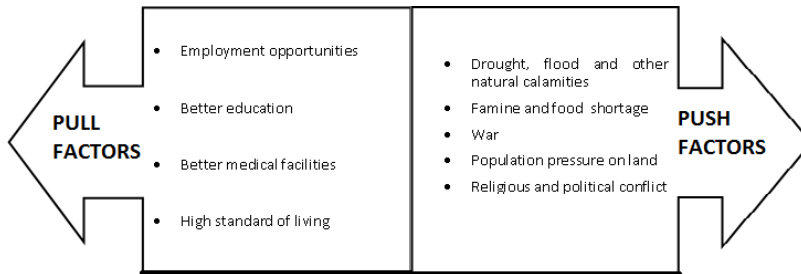 PULL
FACTORS
• Employment opportunities
• Better education
• Better medical facilities
• High standard of living
• Drought, flood and other
natural calamities
• Famine and food shortage
• War
• Population pressure on land
• Religious and political conflict
PUSH
FACTORS